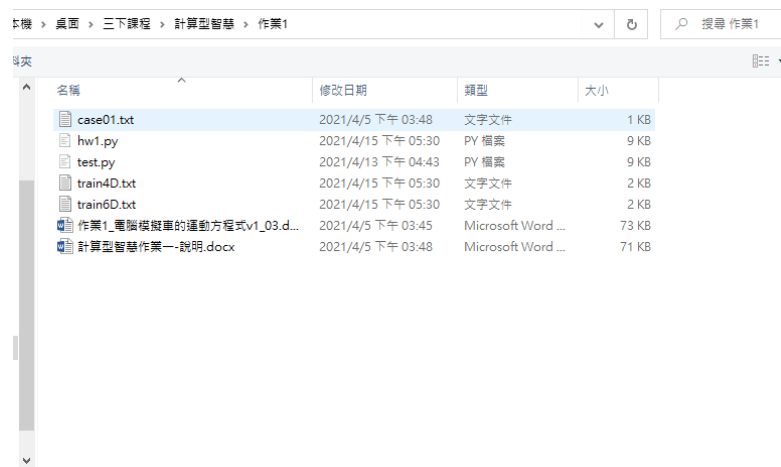 本機 › 桌面 › 三下課程 › 計算型智慧 › 作業1 搜尋 作業1
料夾
名稱 修改日期 類型 大小
case01.txt 2021/4/5 下午 03:48 文字文件 1 KB
hw1.py 2021/4/15 下午 05:30 PY 檔案 9 KB
test.py 2021/4/13 下午 04:43 PY 檔案 9 KB
train4D.txt 2021/4/15 下午 05:30 文字文件 2 KB
train6D.txt 2021/4/15 下午 05:30 文字文件 2 KB
作業1_電腦模擬車的運動方程式v1_03.d... 2021/4/5 下午 03:45 Microsoft Word ... 73 KB
計算型智慧作業一-說明.docx 2021/4/5 下午 03:48 Microsoft Word ... 71 KB